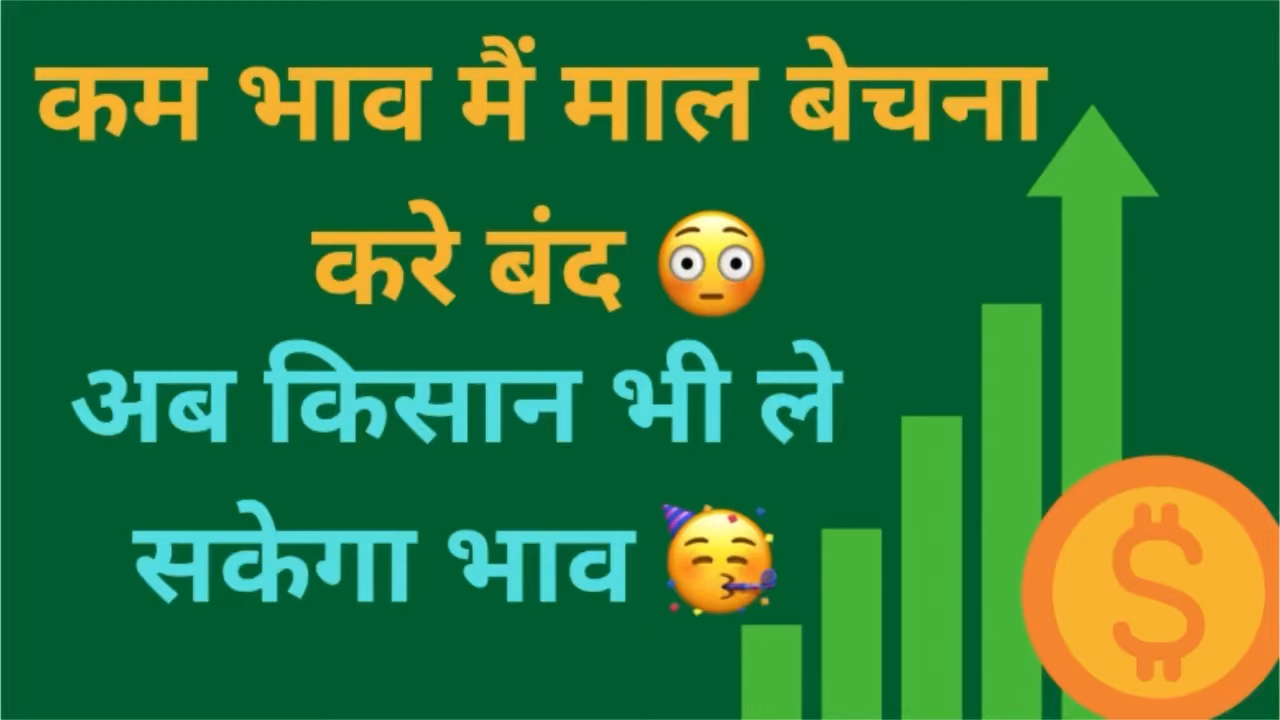 कम भाव मैं माल बेचना
करे बंद 😳
अब किसान भी ले
सकेगा भाव 🥳
$